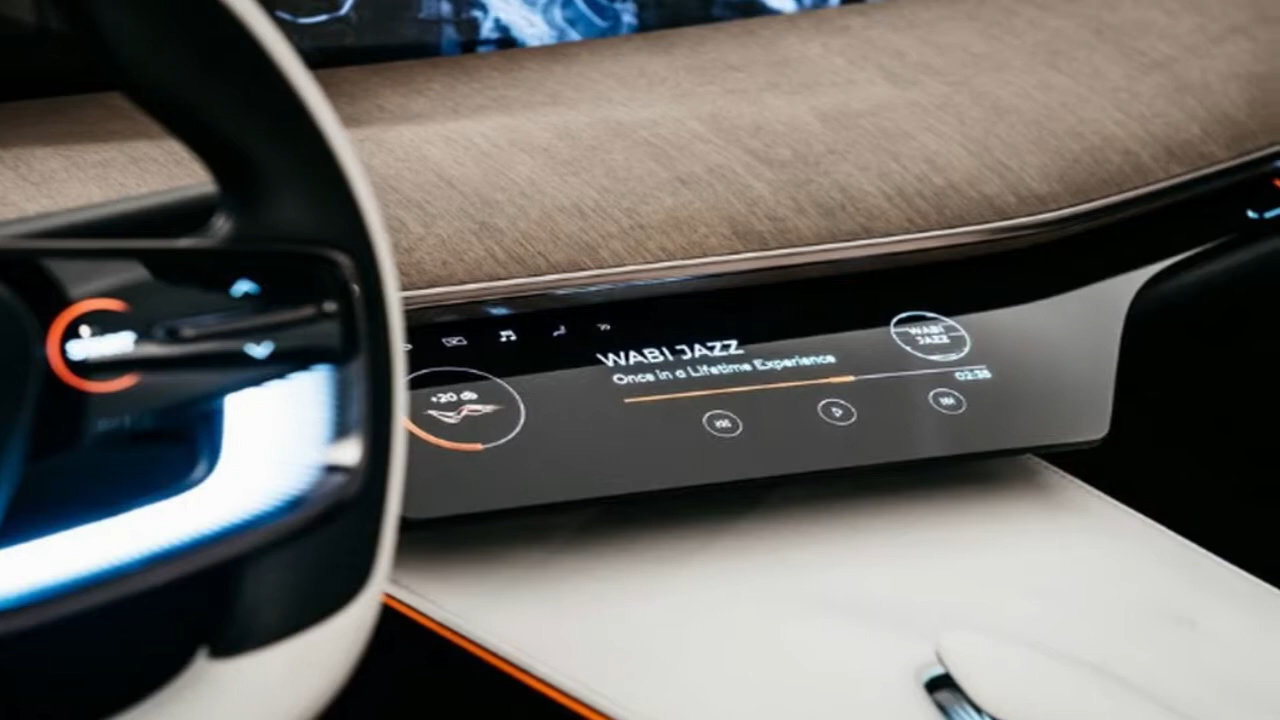 WABI JAZZ
Once in a Lifetime Experience
WABI
JAZZ
02:35
+20 db